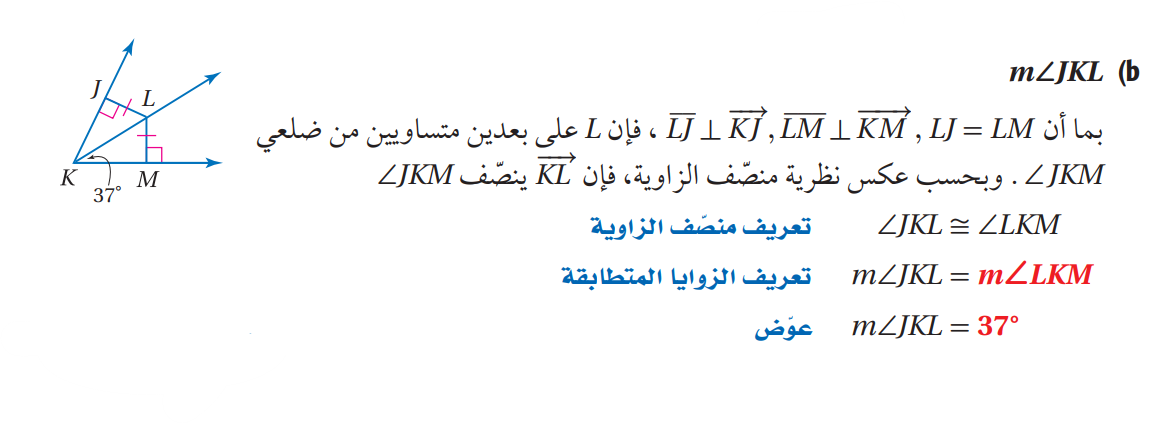 b) m∠JKL
بما أن LJ ⊥ KJ, LM ⊥ KM, LJ = LM ، فإن L على بعدين متساويين من ضلعي
∠JKM . وبحسب عكس نظرية منصّف الزاوية، فإن KL ينصّف ∠JKM
∠JKL ≅ ∠LKM تعريف منصّف الزاوية
m∠JKL = m∠LKM تعريف الزوايا المتطابقة
m∠JKL = 37° عوّض
J
L
K
M
37°